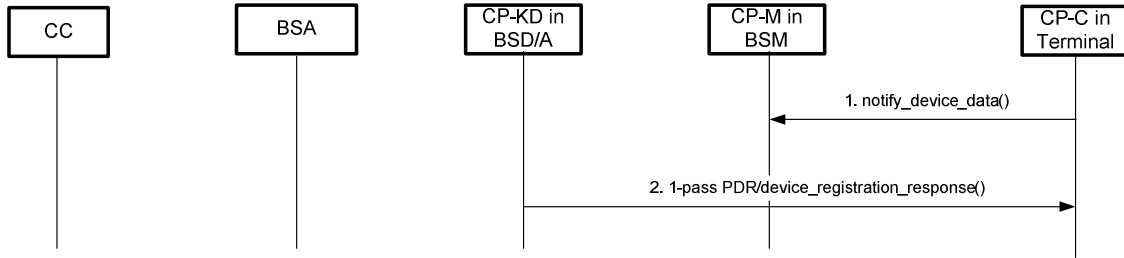 CC
BSA
CP-KD in
BSD/A
CP-M in
BSM
CP-C in
Terminal
1. notify_device_data()
2. 1-pass PDR/device_registration_response()